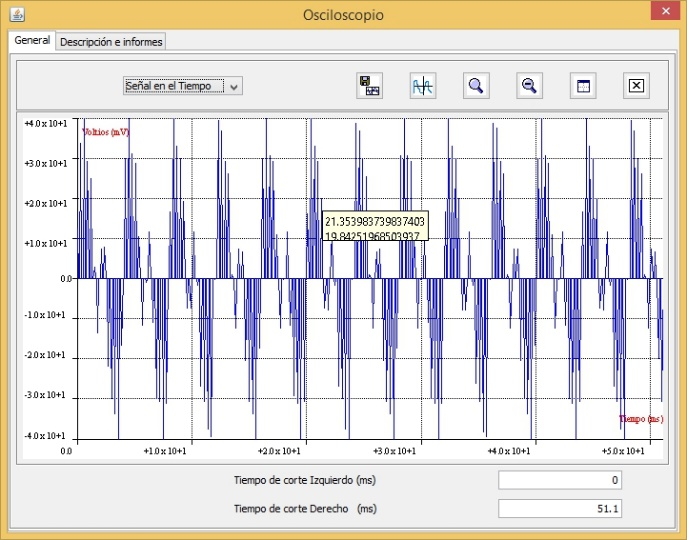 Osciloscopio
General
Descripción e informes
Señal en el Tiempo
+4.0 x 10+1
Voltios (mV)
+3.0 x 10+1
+2.0 x 10+1
21.353983739837403
19.84251968503937
+1.0 x 10+1
0.0
-1.0 x 10+1
-2.0 x 10+1
-3.0 x 10+1
Tiempo (ms)
-4.0 x 10+1
0.0 +1.0 x 10+1 +2.0 x 10+1 +3.0 x 10+1 +4.0 x 10+1 +5.0 x 10+1
Tiempo de corte Izquierdo (ms) 0
Tiempo de corte Derecho (ms) 51.1